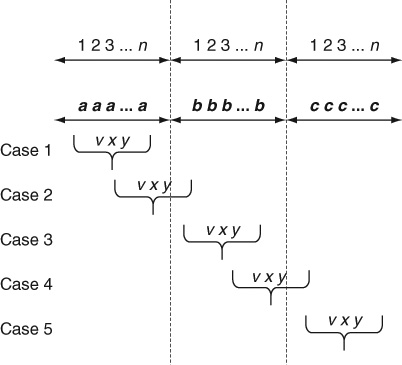 1 2 3 ... n 1 2 3 ... n 1 2 3 ... n
a a a ... a b b b ... b c c c ... c
Case 1 v x y
Case 2 v x y
Case 3 v x y
Case 4 v x y
Case 5 v x y